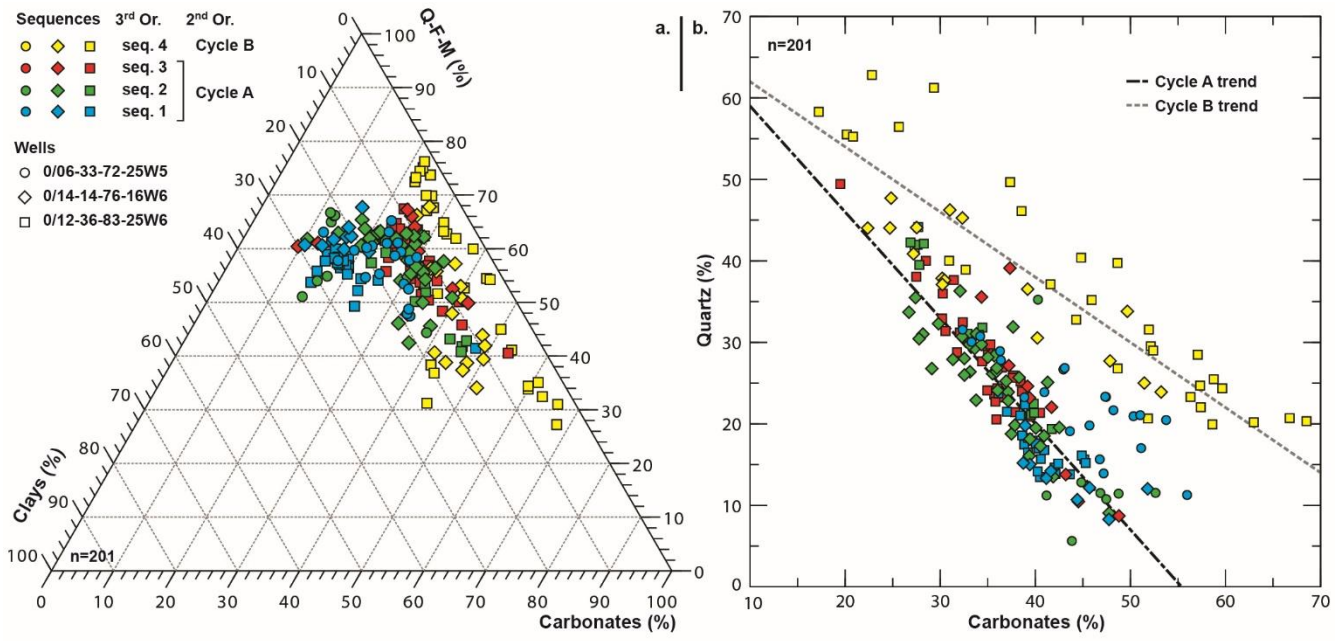 Sequences 3rd Or. 2nd Or.
seq. 4 Cycle B
seq. 3
seq. 2 Cycle A
seq. 1
Wells
0/06-33-72-25W5
0/14-14-76-16W6
0/12-36-83-25W6
0
10
20
30
40
50
60
70
80
90
100
Clays (%)
Q-F-M (%)
100
90
80
70
60
50
40
30
20
10
0
n=201
0 10 20 30 40 50 60 70 80 90 100
Carbonates (%)
a. b.
n=201
Cycle A trend
Cycle B trend
Quartz (%)
70
60
50
40
30
20
10
0
10 20 30 40 50 60 70
Carbonates (%)